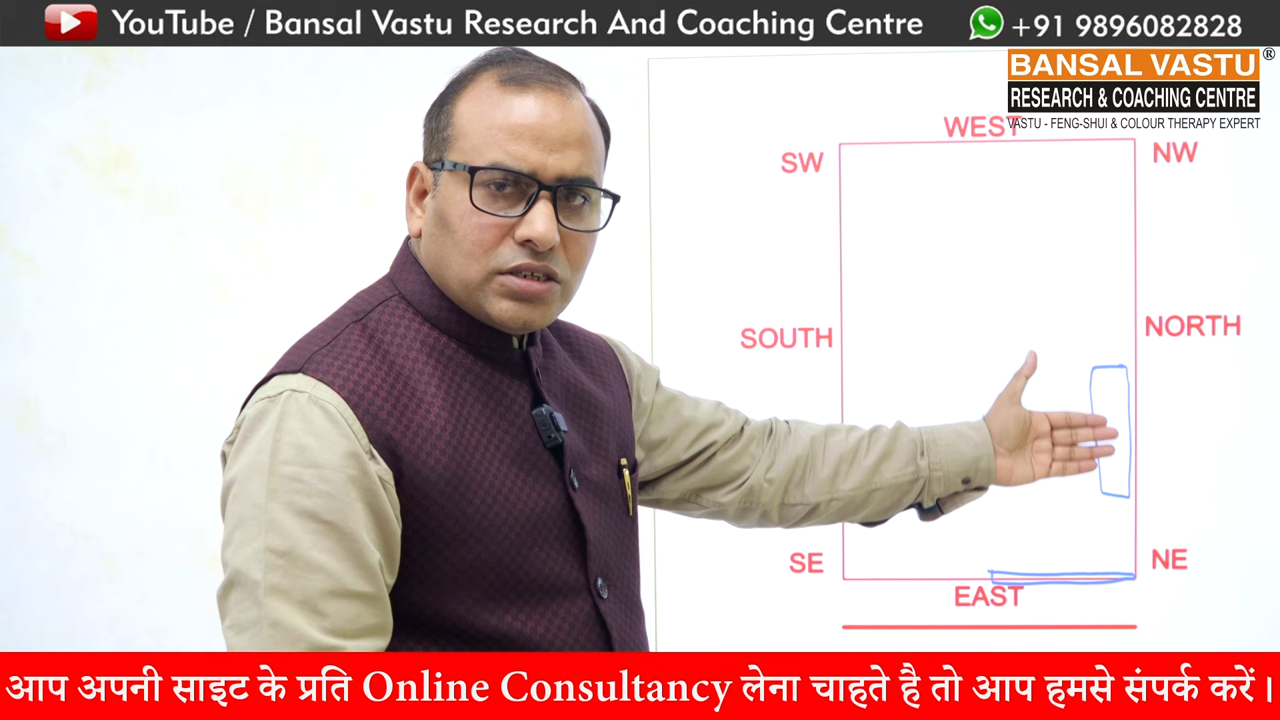 YouTube / Bansal Vastu Research And Coaching Centre
+91 9896082828
BANSAL VASTU®
RESEARCH & COACHING CENTRE
VASTU - FENG-SHUI & COLOUR THERAPY EXPERT
WEST
SW
NW
SOUTH
NORTH
SE
NE
EAST
आप अपनी साइट के प्रति Online Consultancy लेना चाहते है तो आप हमसे संपर्क करें।